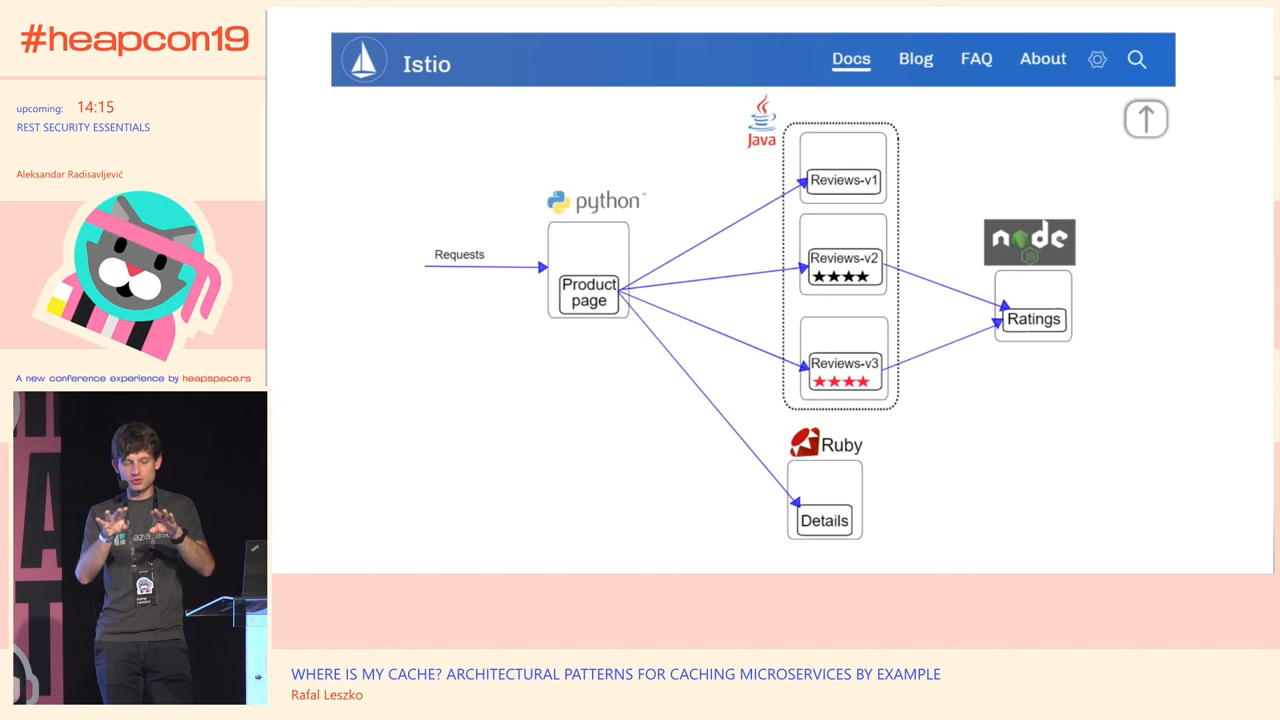 #heapcon19
upcoming: 14:15
REST SECURITY ESSENTIALS
Aleksandar Radisavljević
A new conference experience by heapspace.rs
Istio
Docs Blog FAQ About
Java
python
Requests
Product
page
Reviews-v1
Reviews-v2
Reviews-v3
node
JS
Ratings
Ruby
Details
WHERE IS MY CACHE? ARCHITECTURAL PATTERNS FOR CACHING MICROSERVICES BY EXAMPLE
Rafal Leszko